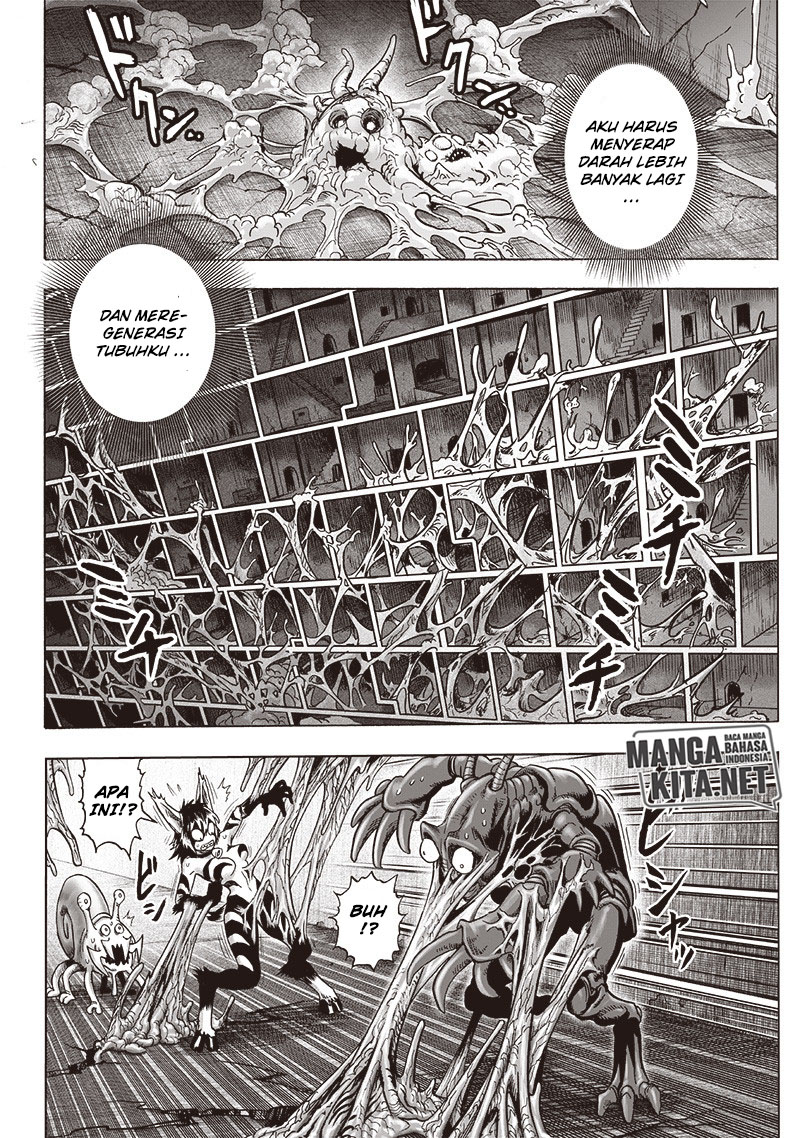 ドクン‥
ドクン‥
AKU HARUS
MENYERAP
DARAH LEBIH
BANYAK LAGI
...
DAN MERE-
GENERASI
TUBUHKU ...
ミチ
ミチ
ミチ
MANGA
KITA.NET
BACA MANGA
BAHASA
INDONESIA!
APA
INI!?
ビシ
BUH
!?
ビシャッ